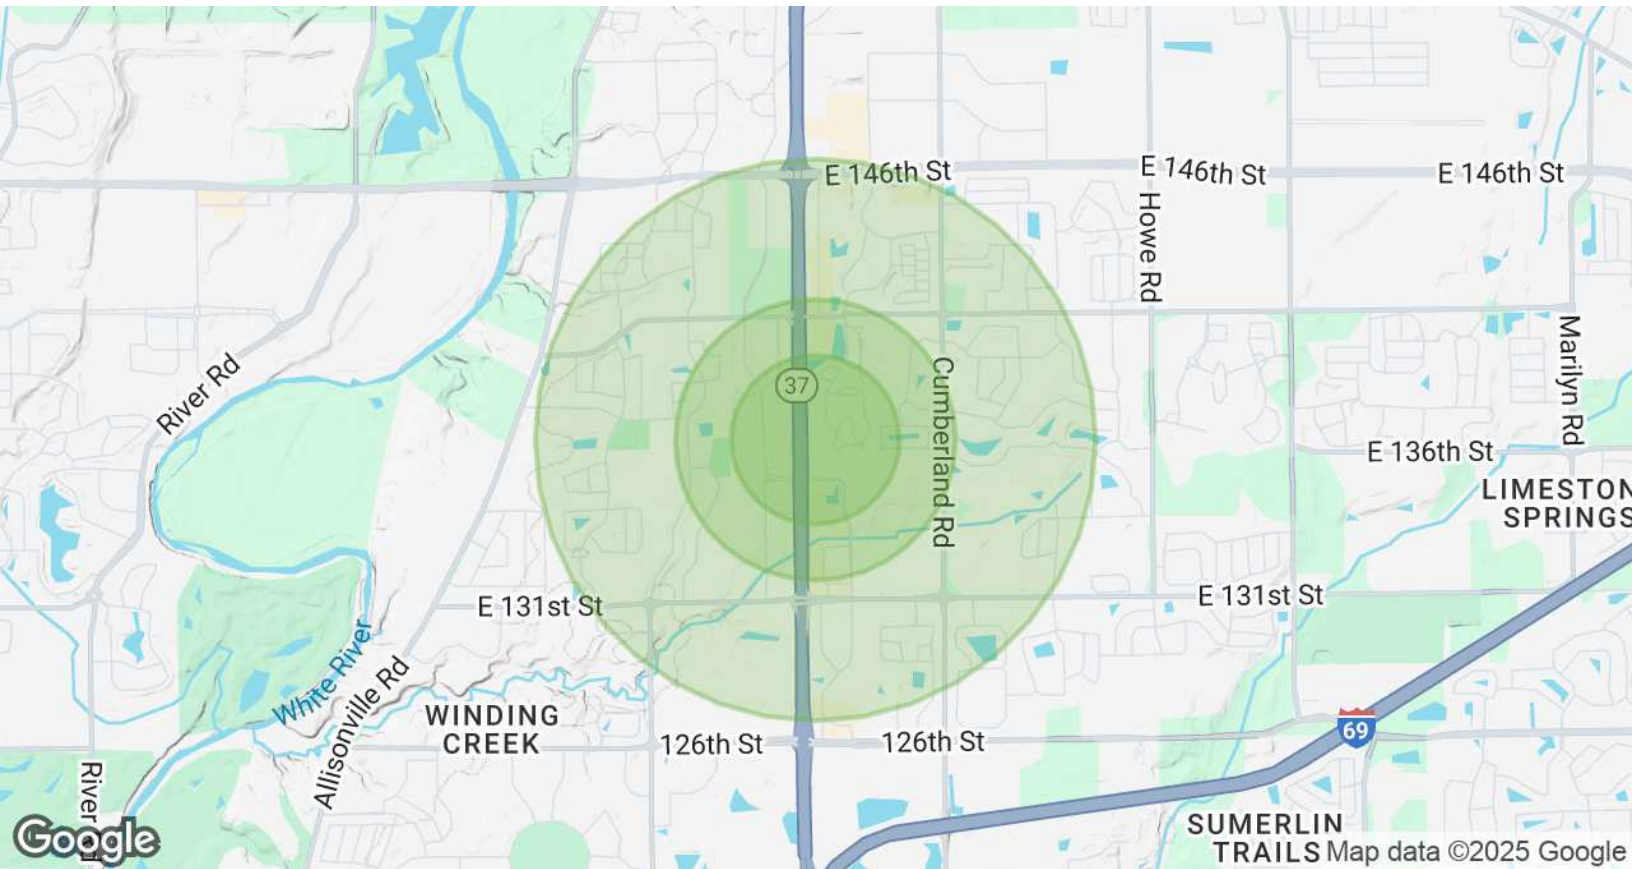 E 146th St
E 146th St
E 146th St
Howe Rd
River Rd
37
Cumberland Rd
Marilyn Rd
E 136th St
LIMESTON
SPRINGS
E 131st St
E 131st St
White River
Allisonville Rd
WINDING
CREEK
126th St
126th St
69
River Rd
SUMERLIN
TRAILS
Google
Map data ©2025 Google